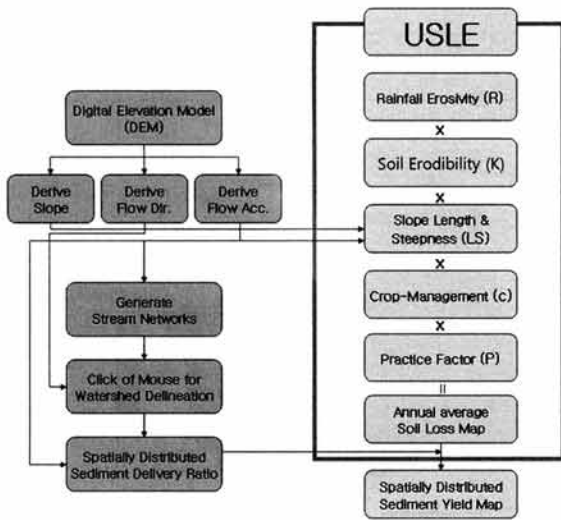 USLE
Rainfall Erosivity (R)
x
Soil Erodibility (K)
x
Slope Length &
Steepness (LS)
x
Crop-Management (c)
x
Practice Factor (P)
=
Annual average
Soil Loss Map
Spatially Distributed
Sediment Yield Map
Digital Elevation Model
(DEM)
Derive
Slope
Derive
Flow Dir.
Derive
Flow Acc.
Generate
Stream Networks
Click of Mouse for
Watershed Delineation
Spatially Distributed
Sediment Delivery Ratio